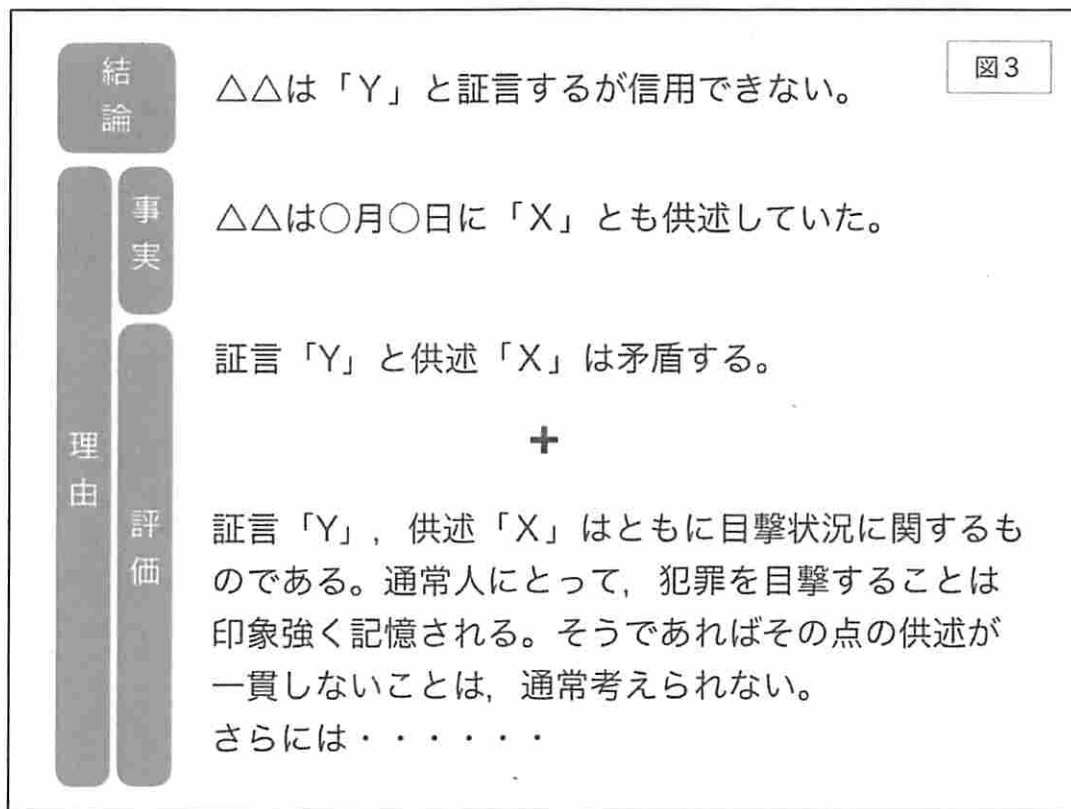 図3
結論
△△は「Y」と証言するが信用できない。
理由
事実
△△は○月○日に「X」とも供述していた。
評価
証言「Y」と供述「X」は矛盾する。
+
証言「Y」，供述「X」はともに目撃状況に関するも
のである。通常人にとって，犯罪を目撃することは
印象強く記憶される。そうであればその点の供述が
一貫しないことは，通常考えられない。
さらには・・・・・・